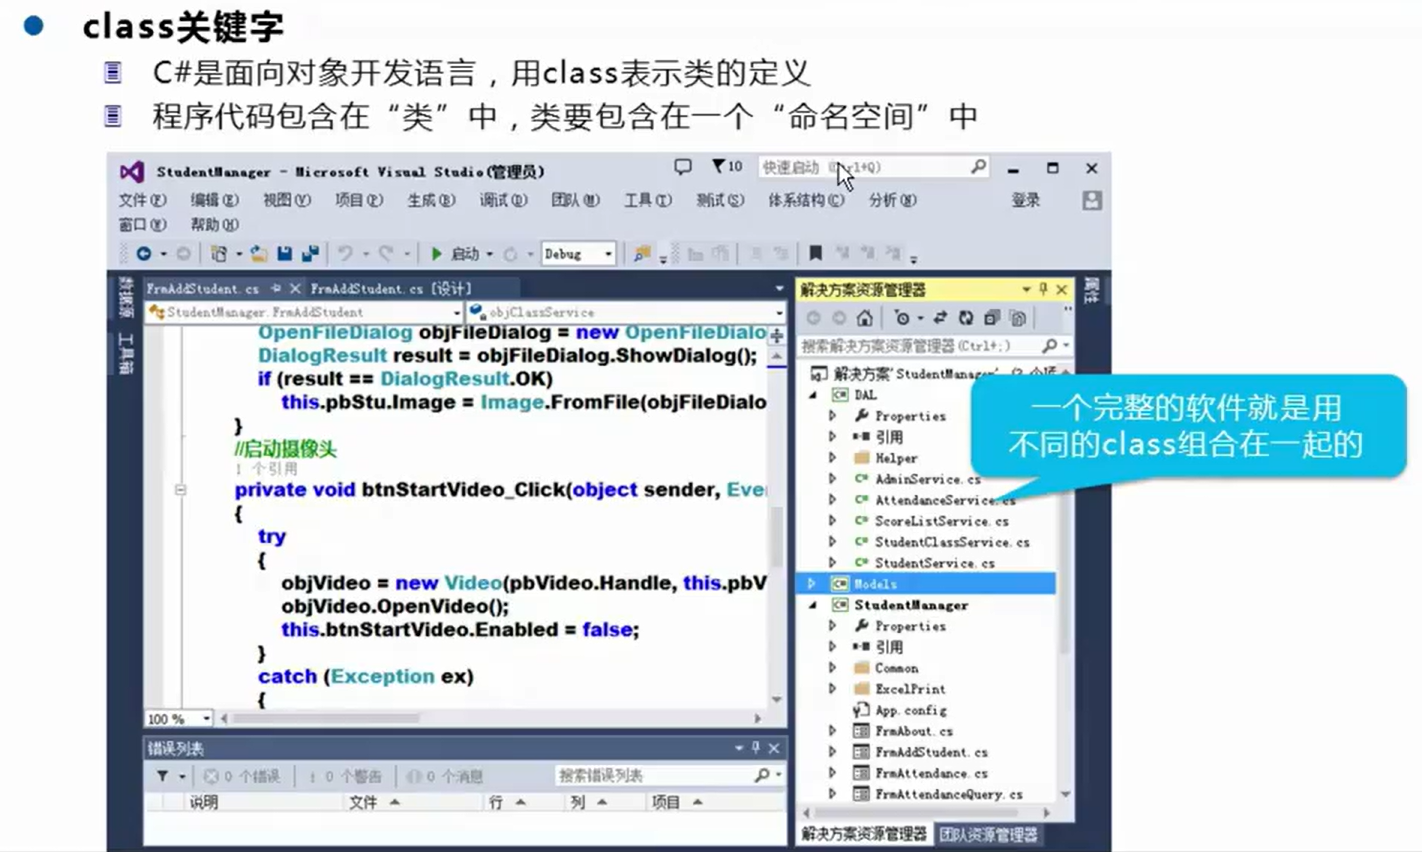 class关键字
C#是面向对象开发语言，用class表示类的定义
程序代码包含在“类”中，类要包含在一个“命名空间”中
StudentManager - Microsoft Visual Studio(管理员)
10
快速启动
文件(F) 编辑(E) 视图(V) 项目(P) 生成(B) 调试(D) 团队(M) 工具(T) 测试(S) 体系结构(C) 分析(N) 登录
窗口(W) 帮助(H)
启动 Debug
数据源
工具箱
FrmAddStudent.cs FrmAddStudent.cs [设计]
StudentManager.FrmAddStudent objClassService
OpenFileDialog objFileDialog = new OpenFileDialo
DialogResult result = objFileDialog.ShowDialog();
if (result == DialogResult.OK)
this.pbStu.Image = Image.FromFile(objFileDialo
}
//启动摄像头
1 个引用
private void btnStartVideo_Click(object sender, Eve
{
try
{
objVideo = new Video(pbVideo.Handle, this.pbV
objVideo.OpenVideo();
this.btnStartVideo.Enabled = false;
}
catch (Exception ex)
{
100 %
错误列表
0 个错误 0 个警告 0 个消息 搜索错误列表
说明 文件 行 列 项目
解决方案资源管理器
搜索解决方案资源管理器(Ctrl+;)
解决方案'StudentManager'
DAL
Properties
引用
Helper
AdminService.cs
AttendanceService.cs
ScoreListService.cs
StudentClassService.cs
StudentService.cs
Models
StudentManager
Properties
引用
Common
ExcelPrint
App.config
FrmAbout.cs
FrmAddStudent.cs
FrmAttendance.cs
FrmAttendanceQuery.cs
解决方案资源管理器 团队资源管理器
属性
一个完整的软件就是用
不同的class组合在一起的